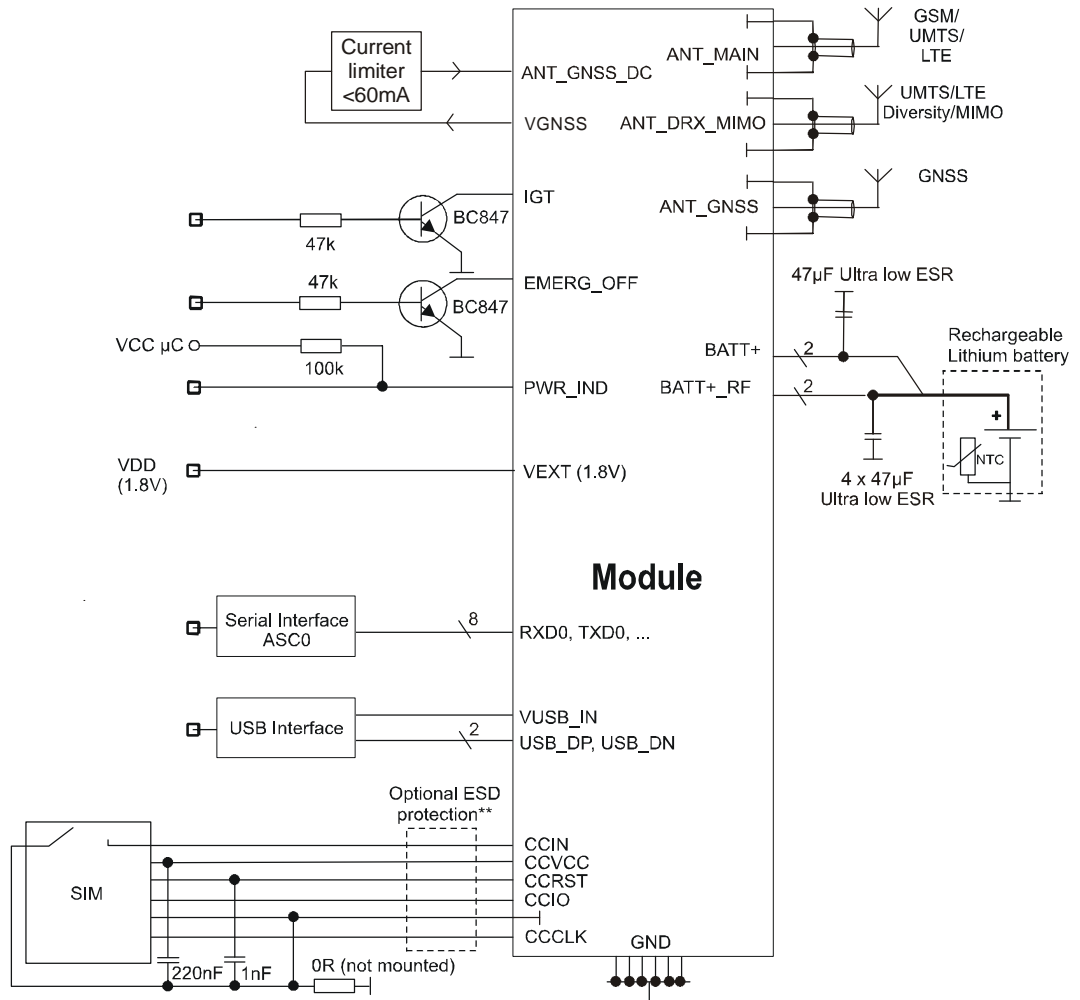 Current
limiter
<60mA
ANT_GNSS_DC
VGNSS
IGT
BC847
47k
47k
EMERG_OFF
BC847
VCC µC
100k
PWR_IND
VDD
(1.8V)
VEXT (1.8V)
ANT_MAIN
GSM/
UMTS/
LTE
ANT_DRX_MIMO
UMTS/LTE
Diversity/MIMO
ANT_GNSS
GNSS
47µF Ultra low ESR
BATT+
2
BATT+_RF
2
Rechargeable
Lithium battery
+
NTC
4 x 47µF
Ultra low ESR
Module
Serial Interface
ASC0
8
RXD0, TXD0, ...
USB Interface
VUSB_IN
2
USB_DP, USB_DN
Optional ESD
protection**
SIM
CCIN
CCVCC
CCRST
CCIO
CCCLK
220nF
1nF
0R (not mounted)
GND